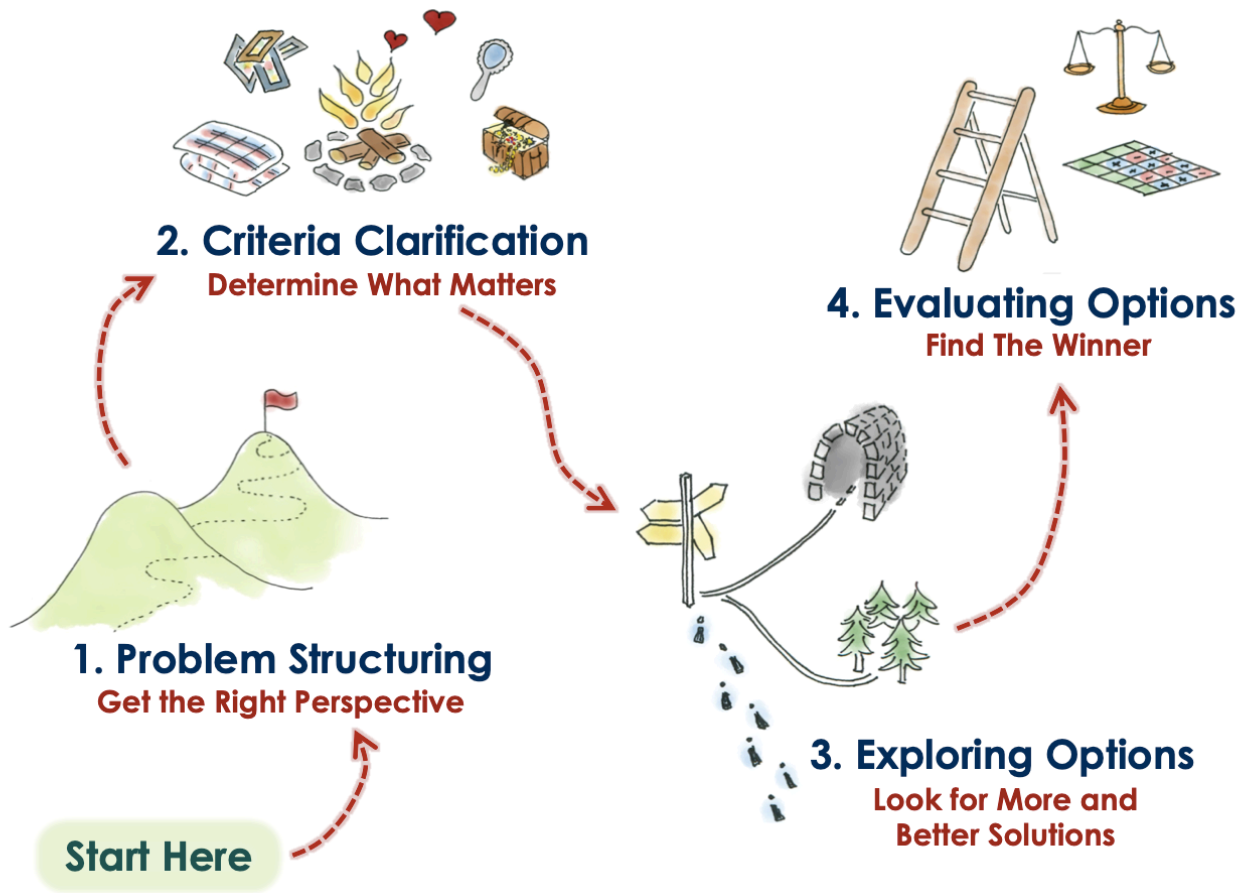 2. Criteria Clarification
Determine What Matters
4. Evaluating Options
Find The Winner
1. Problem Structuring
Get the Right Perspective
3. Exploring Options
Look for More and
Better Solutions
Start Here